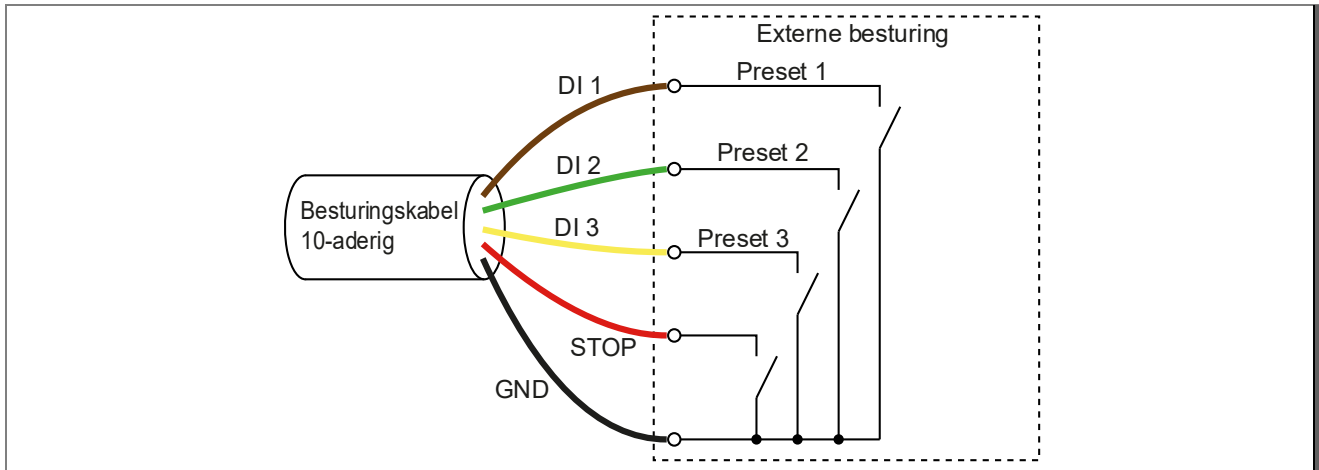 Externe besturing
DI 1
Preset 1
DI 2
Preset 2
Besturingskabel
10-aderig
DI 3
Preset 3
STOP
GND